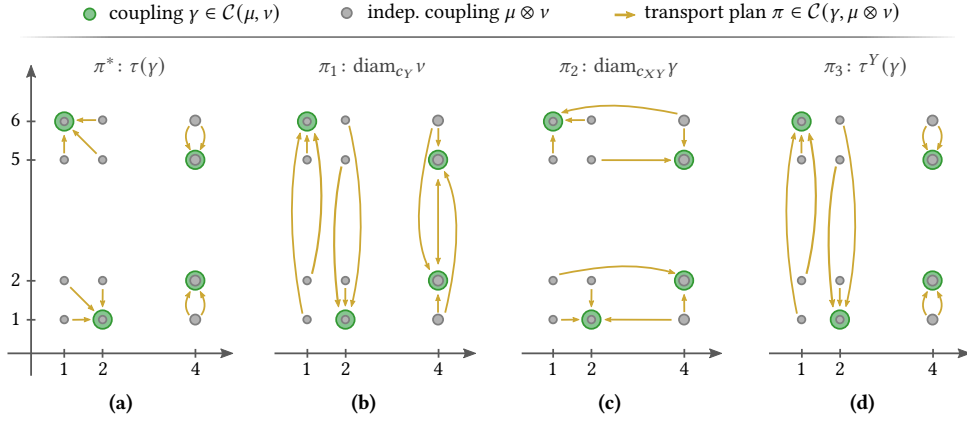 coupling γ ∈ 𝒞(μ, ν) indep. coupling μ ⊗ ν transport plan π ∈ 𝒞(γ, μ ⊗ ν)
π*: τ(γ) π₁: diam_{c_Y} ν π₂: diam_{c_{XY}} γ π₃: τ^Y(γ)
6
5
2
1
1 2 4 1 2 4 1 2 4 1 2 4
(a) (b) (c) (d)